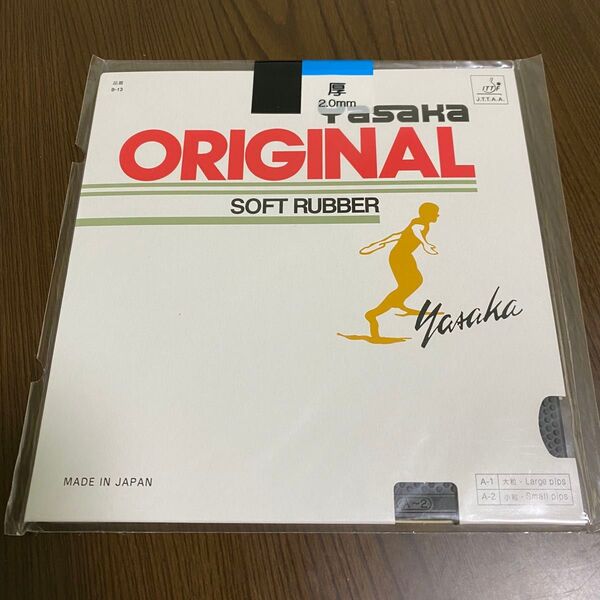 品番
B-13
厚
2.0mm
ITTF
J.T.T.A.A.
Yasaka
ORIGINAL
SOFT RUBBER
Yasaka
MADE IN JAPAN
A-1 大粒 - Large pips
A-2 小粒 - Small pips
A-2